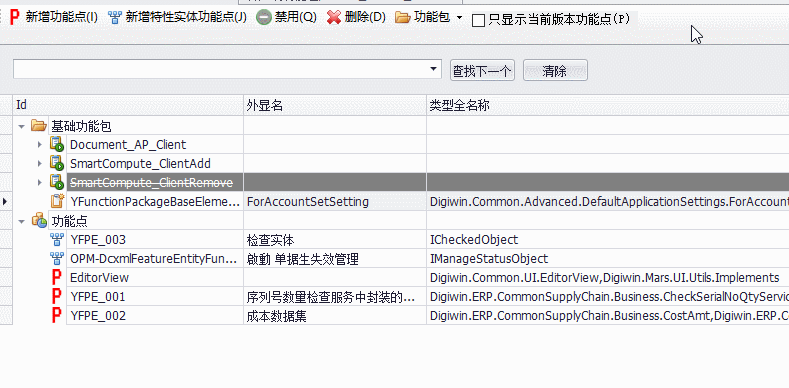 P 新增功能点(I) 新增特性实体功能点(J) 禁用(Q) 删除(D) 功能包 只显示当前版本功能点(P)
查找下一个 清除
Id 外显名 类型全名称
基础功能包
Document_AP_Client
SmartCompute_ClientAdd
SmartCompute_ClientRemove
YFunctionPackageBaseEleme... ForAccountSetSetting Digiwin.Common.Advanced.DefaultApplicationSettings.ForAccoun
功能点
YFPE_003 检查实体 ICheckedObject
OPM-DcxmlFeatureEntityFun... 啟動 单据生失效管理 IManageStatusObject
P EditorView Digiwin.Common.UI.EditorView,Digiwin.Mars.UI.Utils.Implements
P YFPE_001 序列号数量检查服务中封装的... Digiwin.ERP.CommonSupplyChain.Business.CheckSerialNoQtyServic
P YFPE_002 成本数据集 Digiwin.ERP.CommonSupplyChain.Business.CostAmt,Digiwin.ERP.C